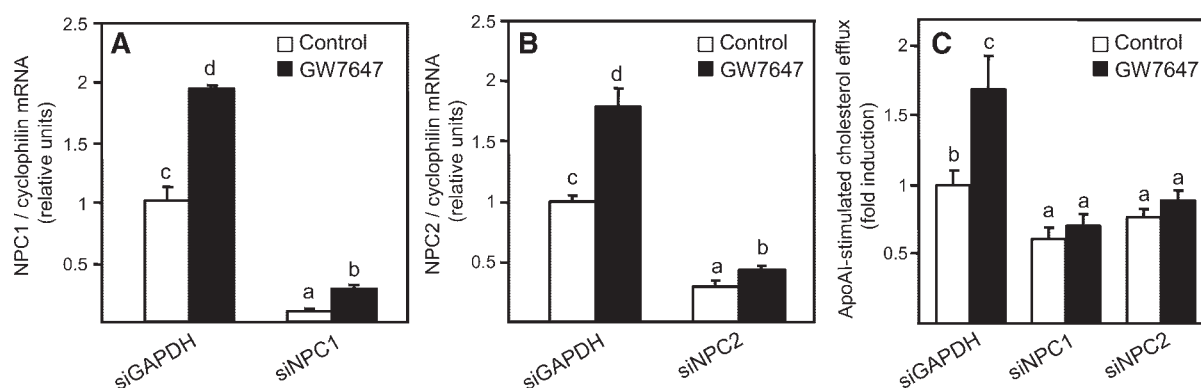 A
Control
GW7647
NPC1 / cyclophilin mRNA
(relative units)
2.5
2
1.5
1
0.5
c
d
a
b
siGAPDH
siNPC1
B
Control
GW7647
NPC2 / cyclophilin mRNA
(relative units)
2.5
2
1.5
1
0.5
c
d
a
b
siGAPDH
siNPC2
C
Control
GW7647
ApoAI-stimulated cholesterol efflux
(fold induction)
2
1.5
1
0.5
b
c
a
a
a
a
siGAPDH
siNPC1
siNPC2